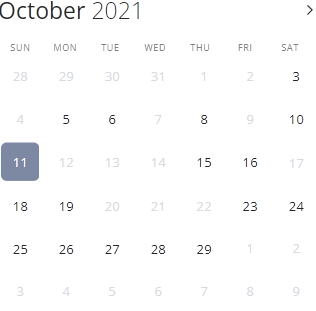 October 2021
SUN MON TUE WED THU FRI SAT
28 29 30 31 1 2 3
4 5 6 7 8 9 10
11 12 13 14 15 16 17
18 19 20 21 22 23 24
25 26 27 28 29 1 2
3 4 5 6 7 8 9